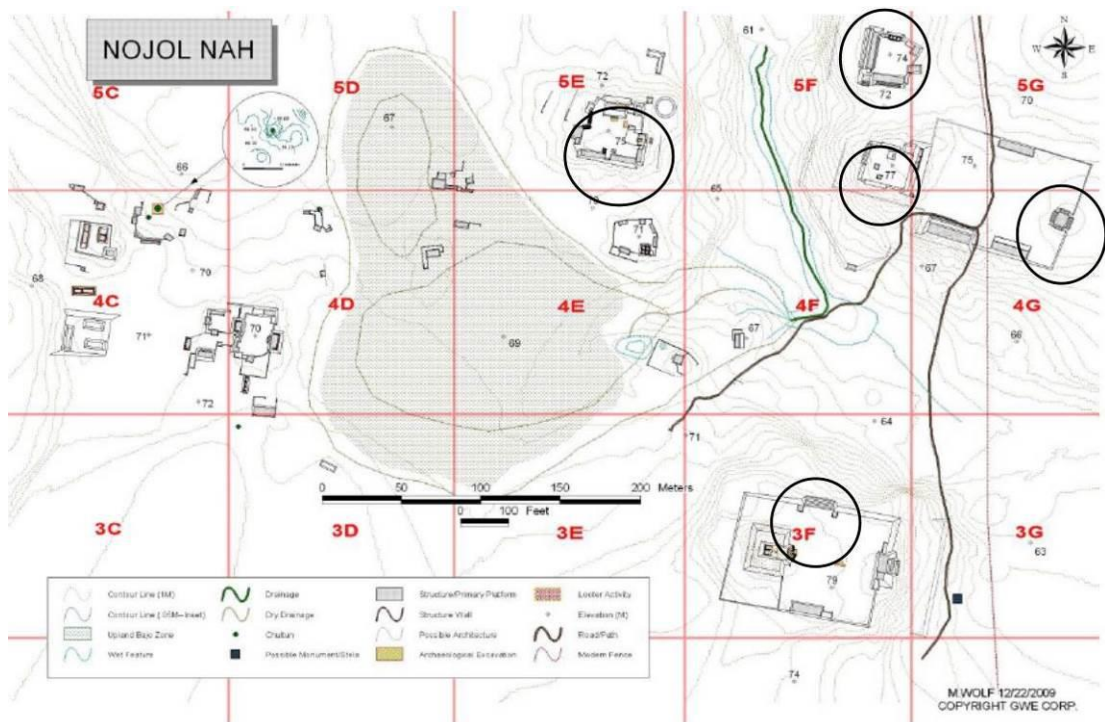 NOJOL NAH
N
W E
S
61
5C 5D 5E 5F 5G
72
74
72
70
67
75
75
77
66
65
71
68
70
67
4C 4D 4E 4F 4G
70
71
67
69
66
72
71
64
0 50 100 150 200 Meters
0 100 Feet
3C 3D 3E 3F 3G
E
63
79
Contour Line (1M) Drainage Structure/Primary Platform Looter Activity
Dry Drainage Structure Wall Elevation (M)
Upland Bajo Zone Chultun Possible Architecture Road/Path
Wet Feature Possible Monument/Stela Archaeological Excavation Modern Fence
74
M.WOLF 12/22/2009
COPYRIGHT GWE CORP.